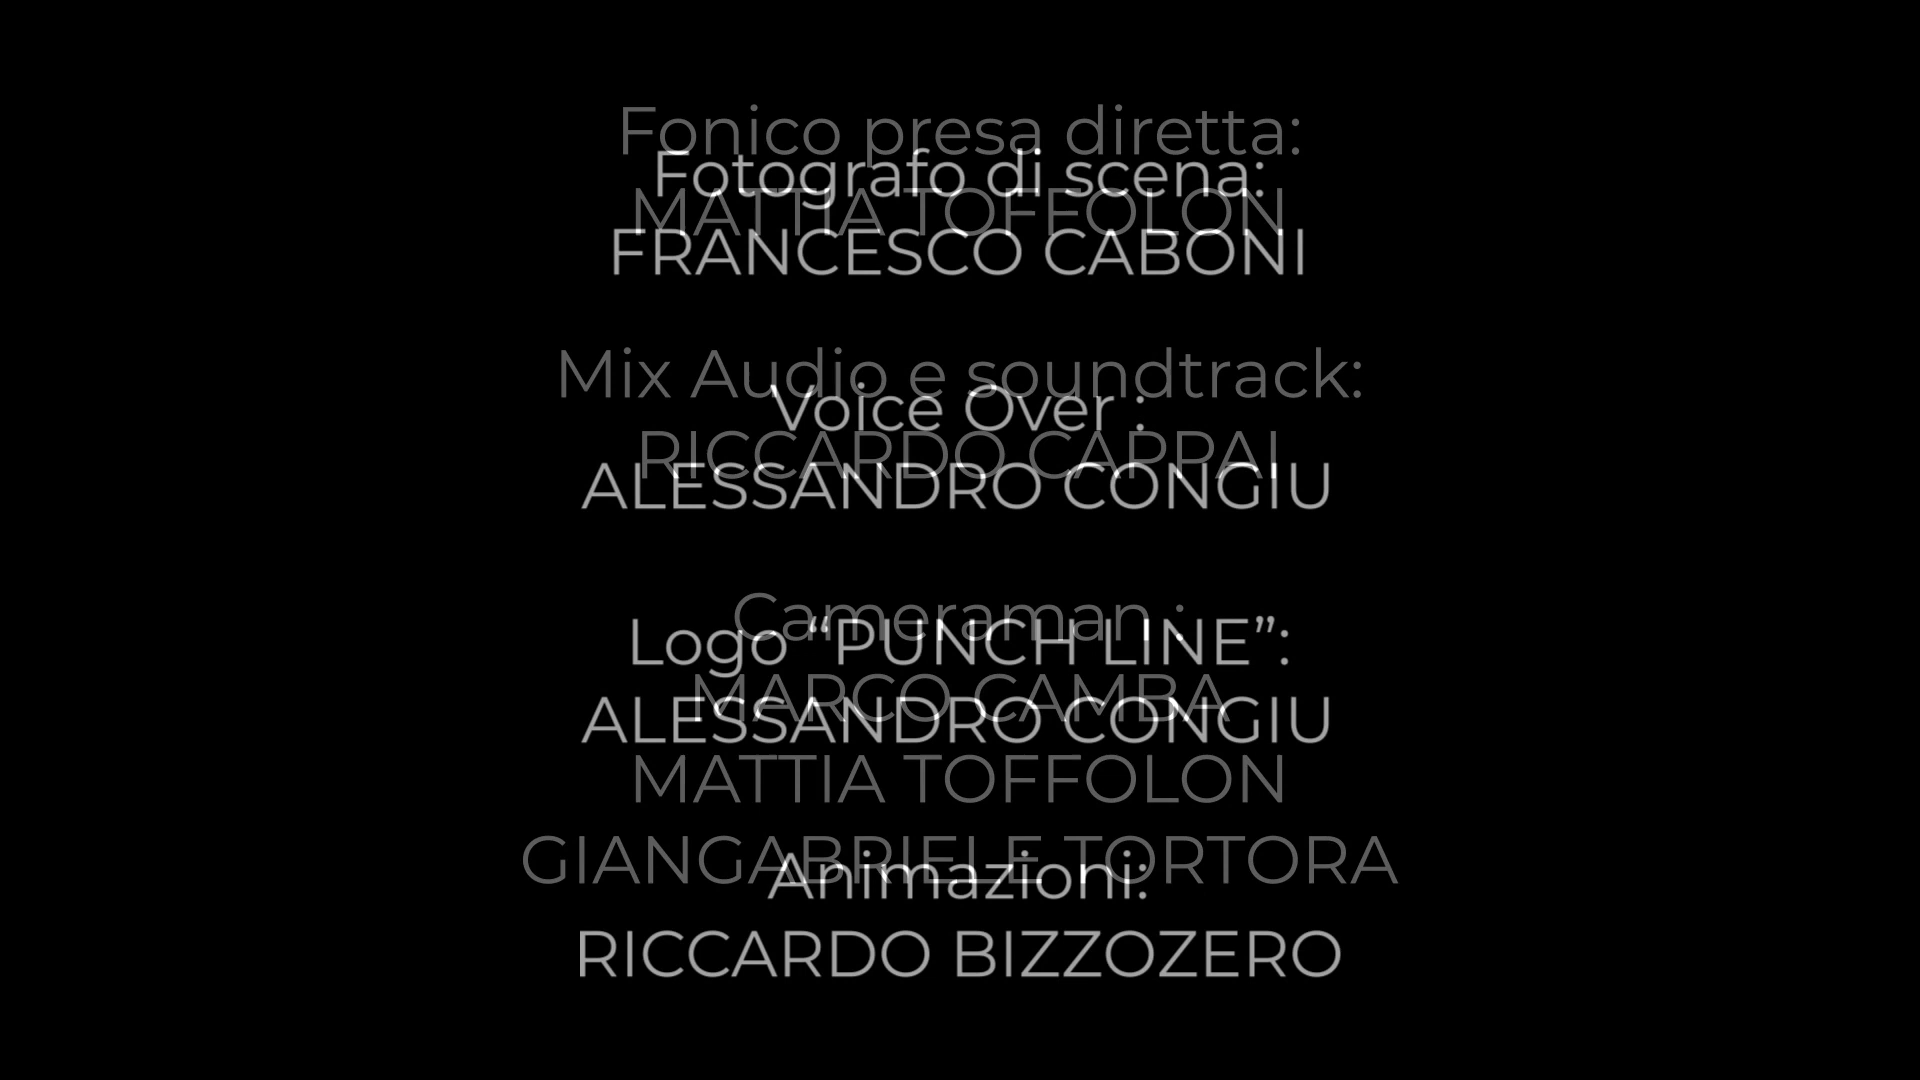 Fonico presa diretta:
MATTIA TOFFOLON
Mix Audio e soundtrack:
RICCARDO CAPPAI
Cameraman :
MARCO CAMBA
MATTIA TOFFOLON
GIANGABRIELE TORTORA
Fotografo di scena:
FRANCESCO CABONI
Voice Over :
ALESSANDRO CONGIU
Logo “PUNCH LINE”:
ALESSANDRO CONGIU
Animazioni:
RICCARDO BIZZOZERO